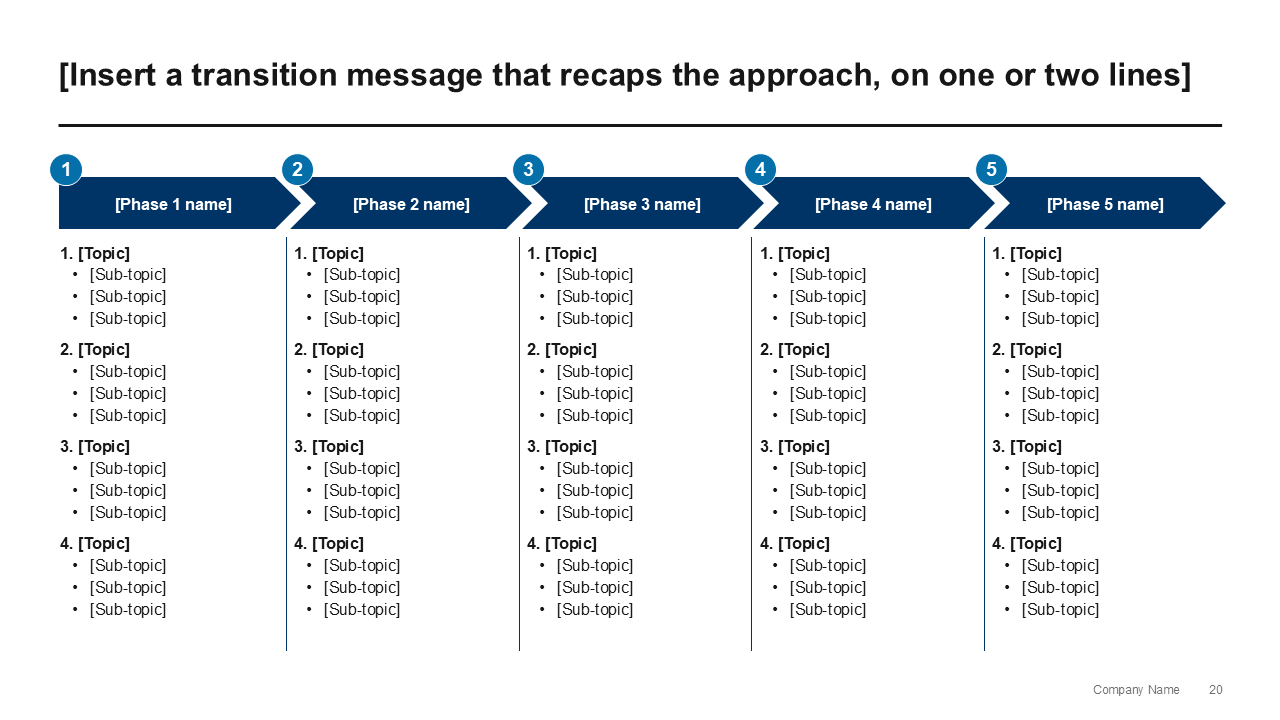 [Insert a transition message that recaps the approach, on one or two lines]
1
[Phase 1 name]
1. [Topic]
• [Sub-topic]
• [Sub-topic]
• [Sub-topic]
2. [Topic]
• [Sub-topic]
• [Sub-topic]
• [Sub-topic]
3. [Topic]
• [Sub-topic]
• [Sub-topic]
• [Sub-topic]
4. [Topic]
• [Sub-topic]
• [Sub-topic]
• [Sub-topic]
2
[Phase 2 name]
1. [Topic]
• [Sub-topic]
• [Sub-topic]
• [Sub-topic]
2. [Topic]
• [Sub-topic]
• [Sub-topic]
• [Sub-topic]
3. [Topic]
• [Sub-topic]
• [Sub-topic]
• [Sub-topic]
4. [Topic]
• [Sub-topic]
• [Sub-topic]
• [Sub-topic]
3
[Phase 3 name]
1. [Topic]
• [Sub-topic]
• [Sub-topic]
• [Sub-topic]
2. [Topic]
• [Sub-topic]
• [Sub-topic]
• [Sub-topic]
3. [Topic]
• [Sub-topic]
• [Sub-topic]
• [Sub-topic]
4. [Topic]
• [Sub-topic]
• [Sub-topic]
• [Sub-topic]
4
[Phase 4 name]
1. [Topic]
• [Sub-topic]
• [Sub-topic]
• [Sub-topic]
2. [Topic]
• [Sub-topic]
• [Sub-topic]
• [Sub-topic]
3. [Topic]
• [Sub-topic]
• [Sub-topic]
• [Sub-topic]
4. [Topic]
• [Sub-topic]
• [Sub-topic]
• [Sub-topic]
5
[Phase 5 name]
1. [Topic]
• [Sub-topic]
• [Sub-topic]
• [Sub-topic]
2. [Topic]
• [Sub-topic]
• [Sub-topic]
• [Sub-topic]
3. [Topic]
• [Sub-topic]
• [Sub-topic]
• [Sub-topic]
4. [Topic]
• [Sub-topic]
• [Sub-topic]
• [Sub-topic]
Company Name 20